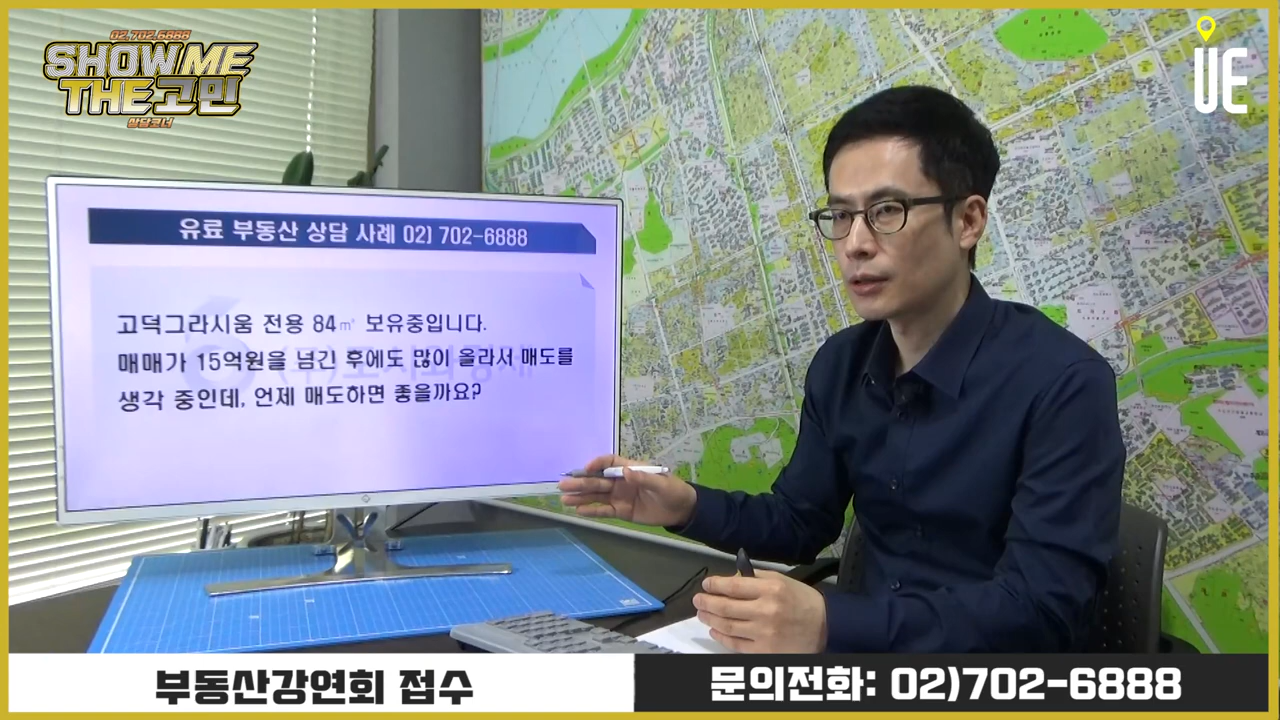 02.702.6888
SHOW ME
THE 고민
상담코너
UE
유료 부동산 상담 사례 02) 702-6888
고덕그라시움 전용 84㎡ 보유중입니다.
매매가 15억원을 넘긴 후에도 많이 올라서 매도를
생각 중인데, 언제 매도하면 좋을까요?
부동산강연회 접수
문의전화: 02)702-6888